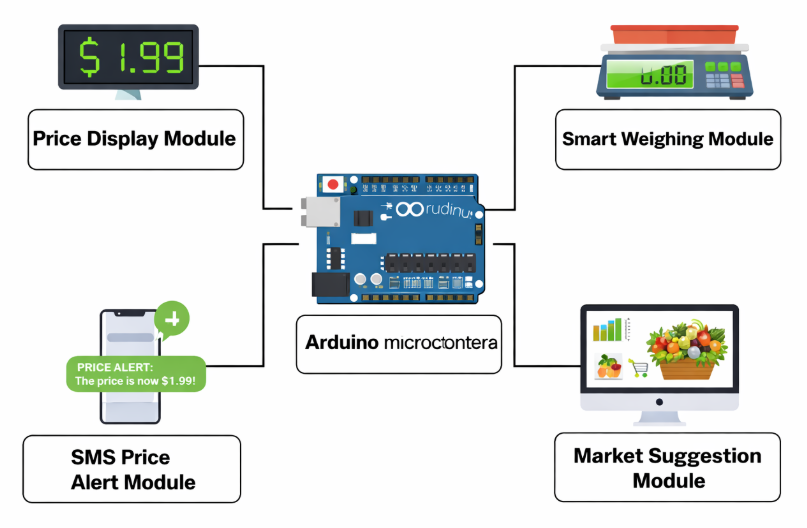 $1.99
0.00
Price Display Module
Smart Weighing Module
rudinu
PRICE ALERT:
The price is now $1.99!
Arduino microctontera
SMS Price
Alert Module
Market Suggestion
Module